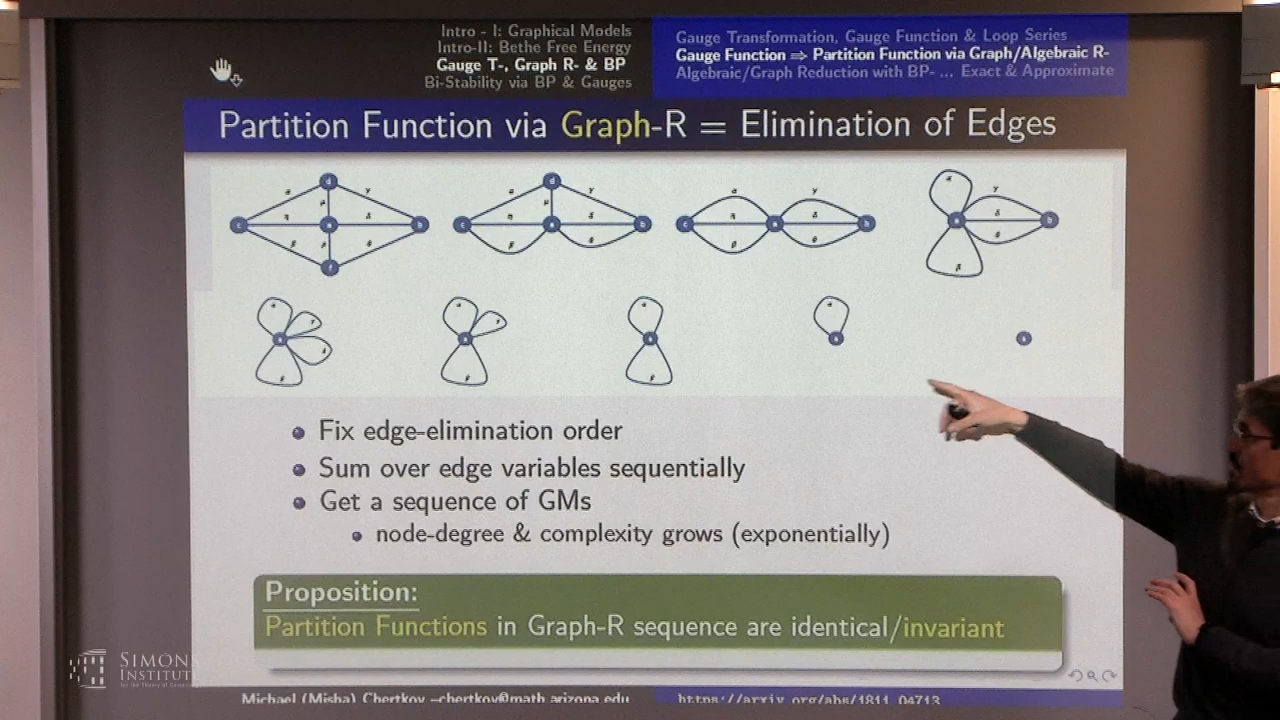 Intro - I: Graphical Models
Intro-II: Bethe Free Energy
Gauge T-, Graph R- & BP
Bi-Stability via BP & Gauges
Gauge Transformation, Gauge Function & Loop Series
Gauge Function ⇒ Partition Function via Graph/Algebraic R-
Algebraic/Graph Reduction with BP- ... Exact & Approximate
Partition Function via Graph-R = Elimination of Edges
Fix edge-elimination order
Sum over edge variables sequentially
Get a sequence of GMs
node-degree & complexity grows (exponentially)
Proposition:
Partition Functions in Graph-R sequence are identical/invariant
SIMONS
INSTITUTE
Michael (Misha) Chertkov –chertkov@math.arizona.edu
https://arxiv.org/abs/1811.04713